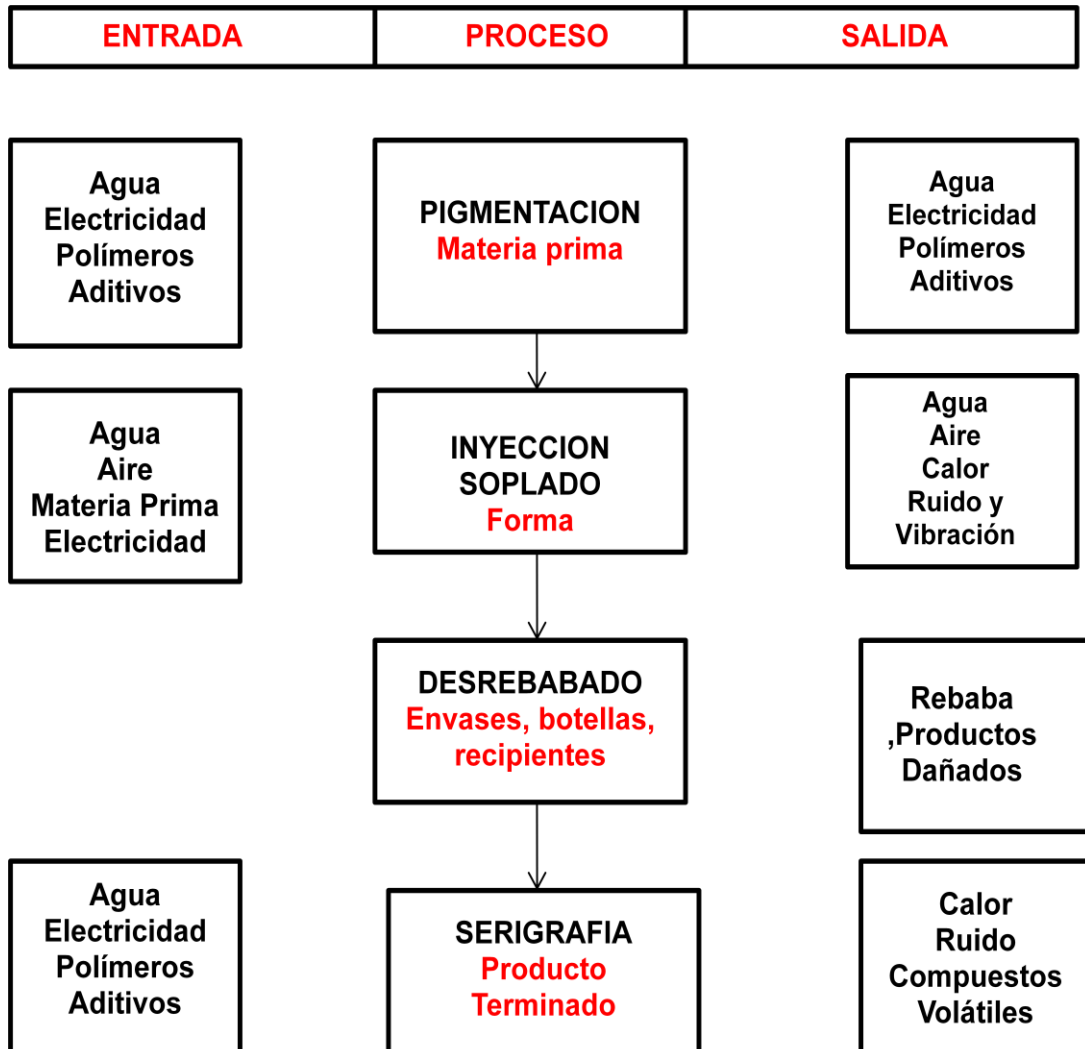 ENTRADA
PROCESO
SALIDA
Agua
Electricidad
Polímeros
Aditivos
PIGMENTACION
Materia prima
Agua
Electricidad
Polímeros
Aditivos
Agua
Aire
Materia Prima
Electricidad
INYECCION
SOPLADO
Forma
Agua
Aire
Calor
Ruido y
Vibración
DESREBABADO
Envases, botellas,
recipientes
Rebaba
,Productos
Dañados
Agua
Electricidad
Polímeros
Aditivos
SERIGRAFIA
Producto
Terminado
Calor
Ruido
Compuestos
Volátiles